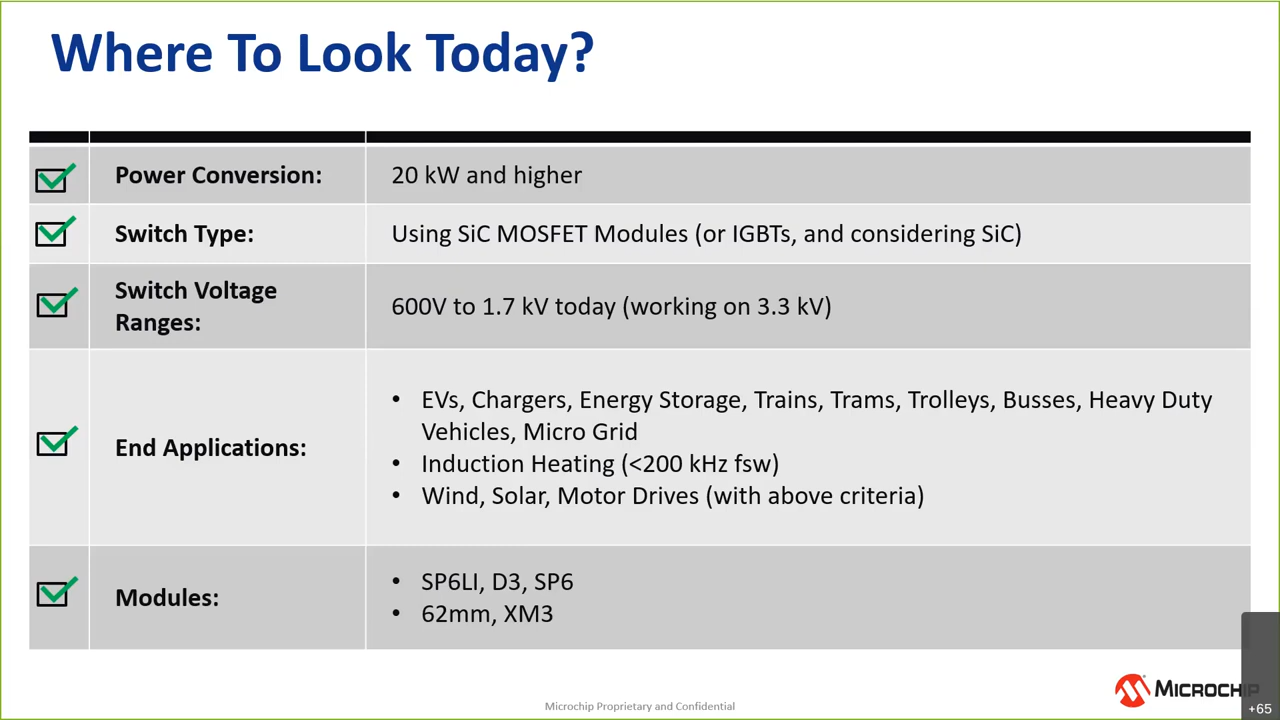 Where To Look Today?
Power Conversion:
20 kW and higher
Switch Type:
Using SiC MOSFET Modules (or IGBTs, and considering SiC)
Switch Voltage
Ranges:
600V to 1.7 kV today (working on 3.3 kV)
End Applications:
• EVs, Chargers, Energy Storage, Trains, Trams, Trolleys, Busses, Heavy Duty
Vehicles, Micro Grid
• Induction Heating (<200 kHz fsw)
• Wind, Solar, Motor Drives (with above criteria)
Modules:
• SP6LI, D3, SP6
• 62mm, XM3
MICROCHIP
Microchip Proprietary and Confidential
+65